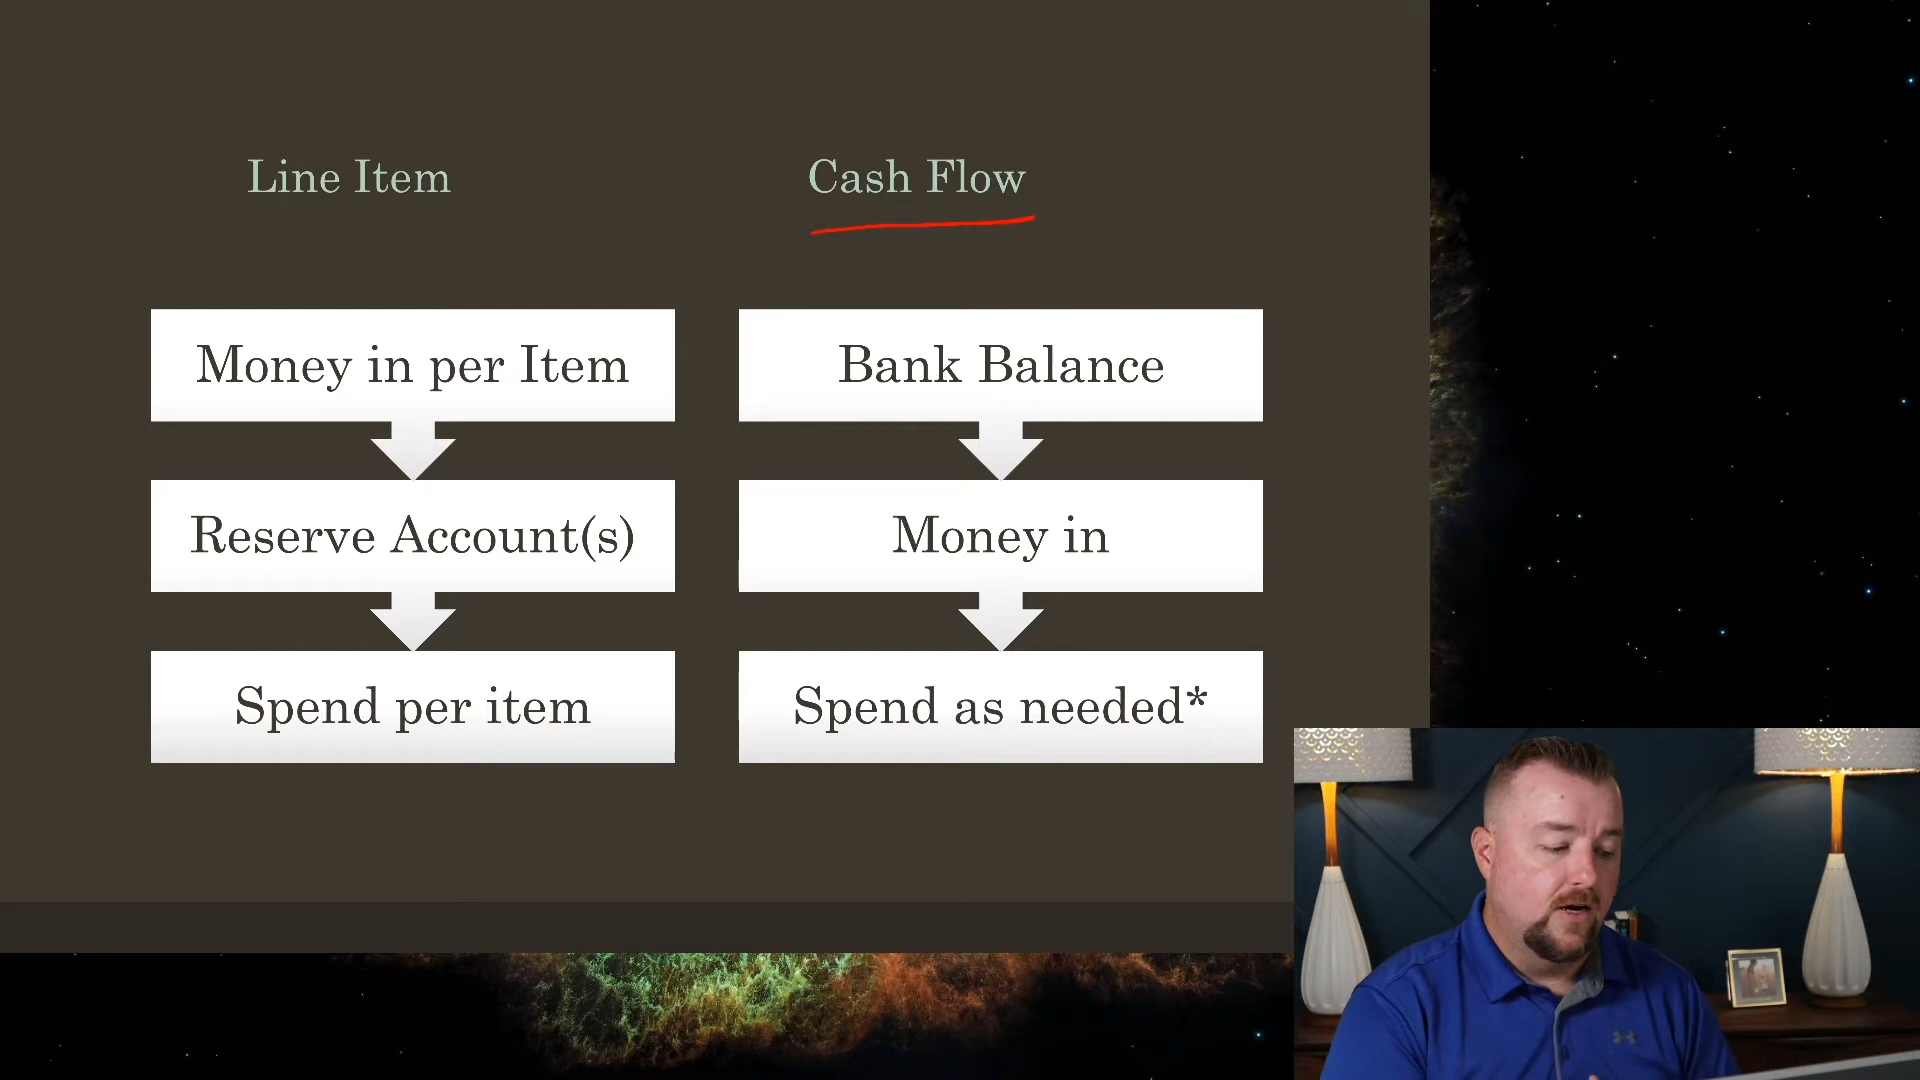 Line Item
Money in per Item
Reserve Account(s)
Spend per item
Cash Flow
Bank Balance
Money in
Spend as needed*